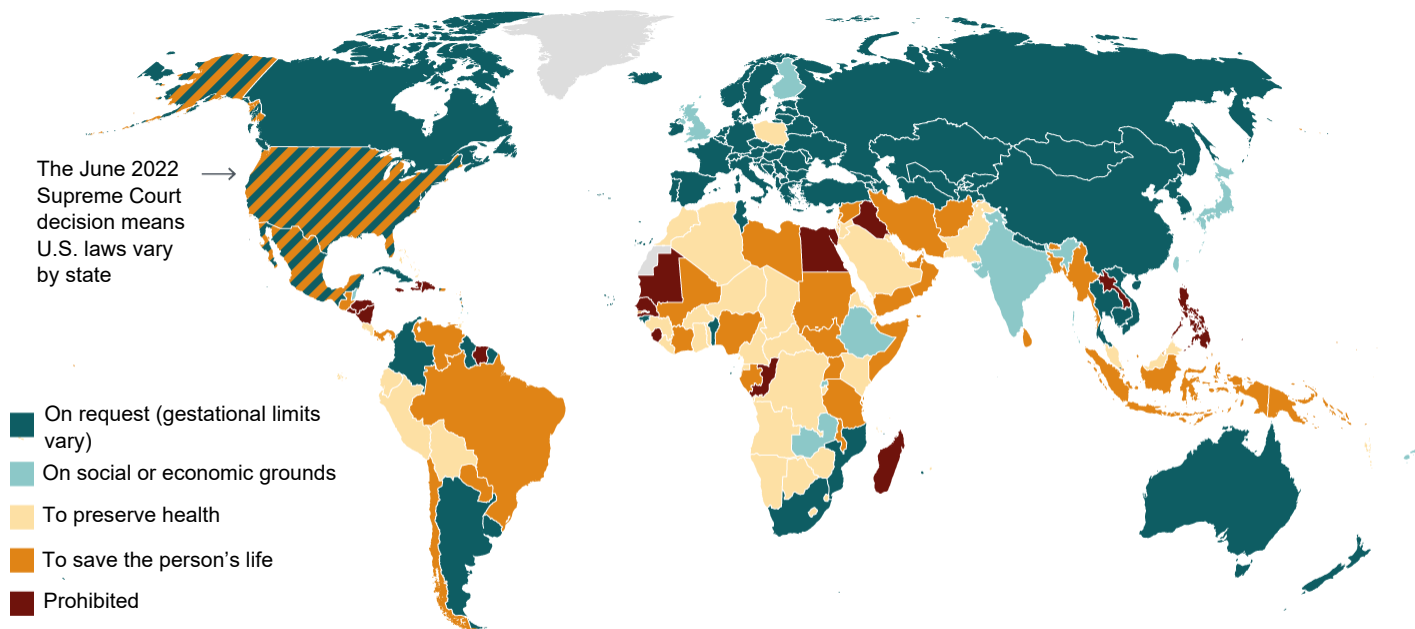 The June 2022
Supreme Court
decision means
U.S. laws vary
by state
On request (gestational limits
vary)
On social or economic grounds
To preserve health
To save the person’s life
Prohibited